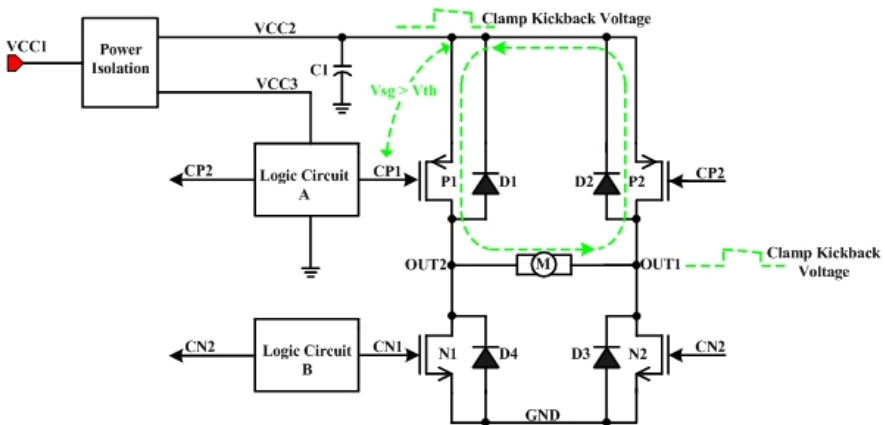 Clamp Kickback Voltage
VCC1
Power
Isolation
VCC2
C1
VCC3
Vsg > Vth
CP2
Logic Circuit
A
CP1
P1
D1
D2
P2
CP2
OUT2
M
OUT1
Clamp Kickback
Voltage
CN2
Logic Circuit
B
CN1
N1
D4
D3
N2
CN2
GND